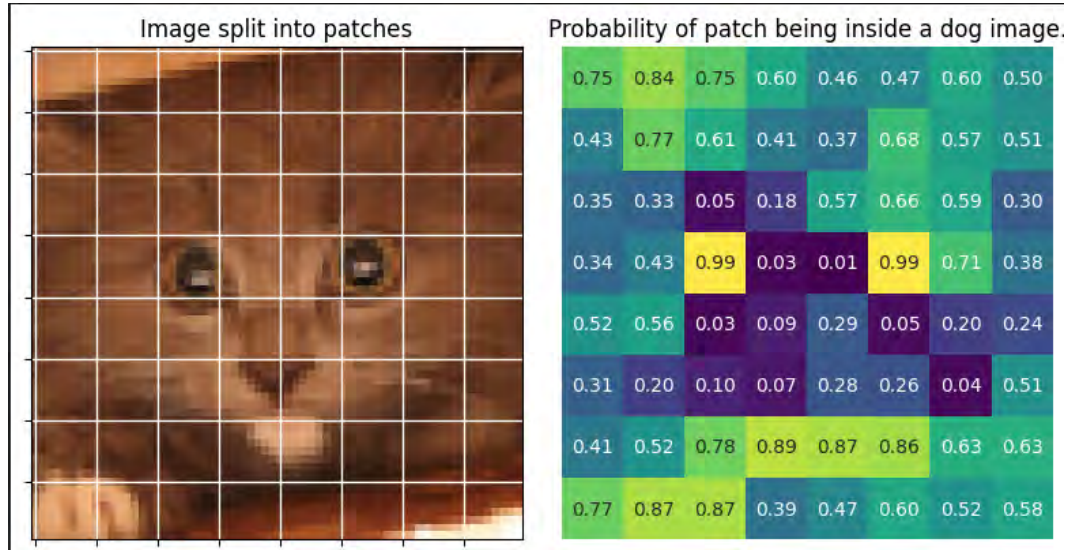 Image split into patches
Probability of patch being inside a dog image.
0.75 0.84 0.75 0.60 0.46 0.47 0.60 0.50
0.43 0.77 0.61 0.41 0.37 0.68 0.57 0.51
0.35 0.33 0.05 0.18 0.57 0.66 0.59 0.30
0.34 0.43 0.99 0.03 0.01 0.99 0.71 0.38
0.52 0.56 0.03 0.09 0.29 0.05 0.20 0.24
0.31 0.20 0.10 0.07 0.28 0.26 0.04 0.51
0.41 0.52 0.78 0.89 0.87 0.86 0.63 0.63
0.77 0.87 0.87 0.39 0.47 0.60 0.52 0.58